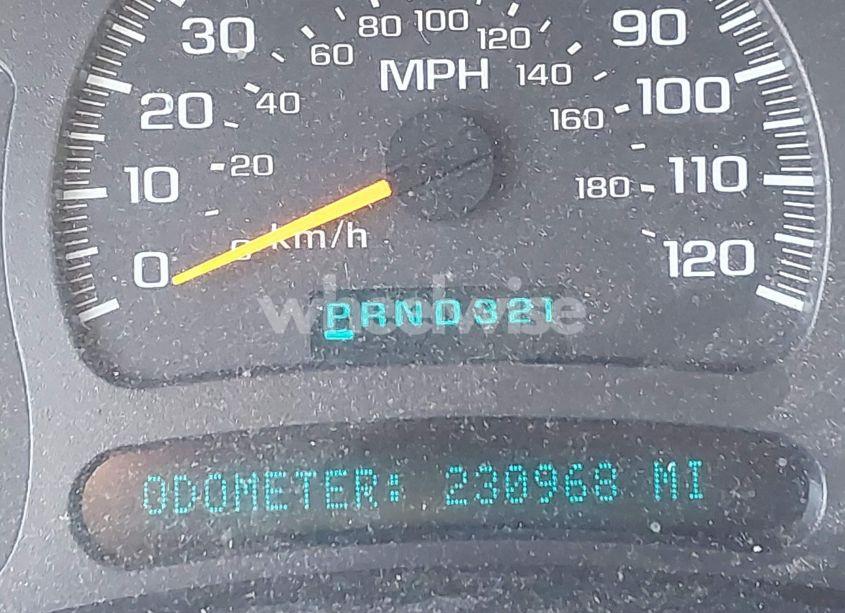 80 100 120
30 60 MPH 140 90
20 40 160 100
10 20 180 110
0 0 km/h 120
wheelwise
PRND321
ODOMETER: 230968 MI